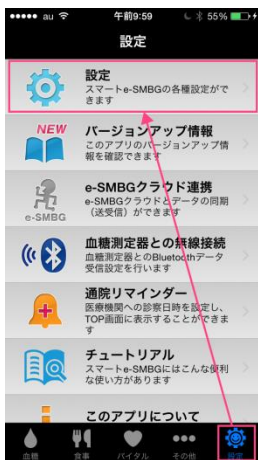 au 午前9:59 55%
設定
設定
スマートe-SMBGの各種設定がで
きます
NEW
バージョンアップ情報
このアプリのバージョンアップ情
報を確認できます
e-SMBGクラウド連携
e-SMBGクラウドとデータの同期
（送受信）ができます
e-SMBG
血糖測定器との無線接続
血糖測定器とのBluetoothデータ
受信設定を行います
通院リマインダー
医療機関への診察日時を設定し、
TOP画面に表示することができま
す
チュートリアル
スマートe-SMBGにはこんな便利
な使い方があります
このアプリについて
血糖 食事 バイタル その他 設定